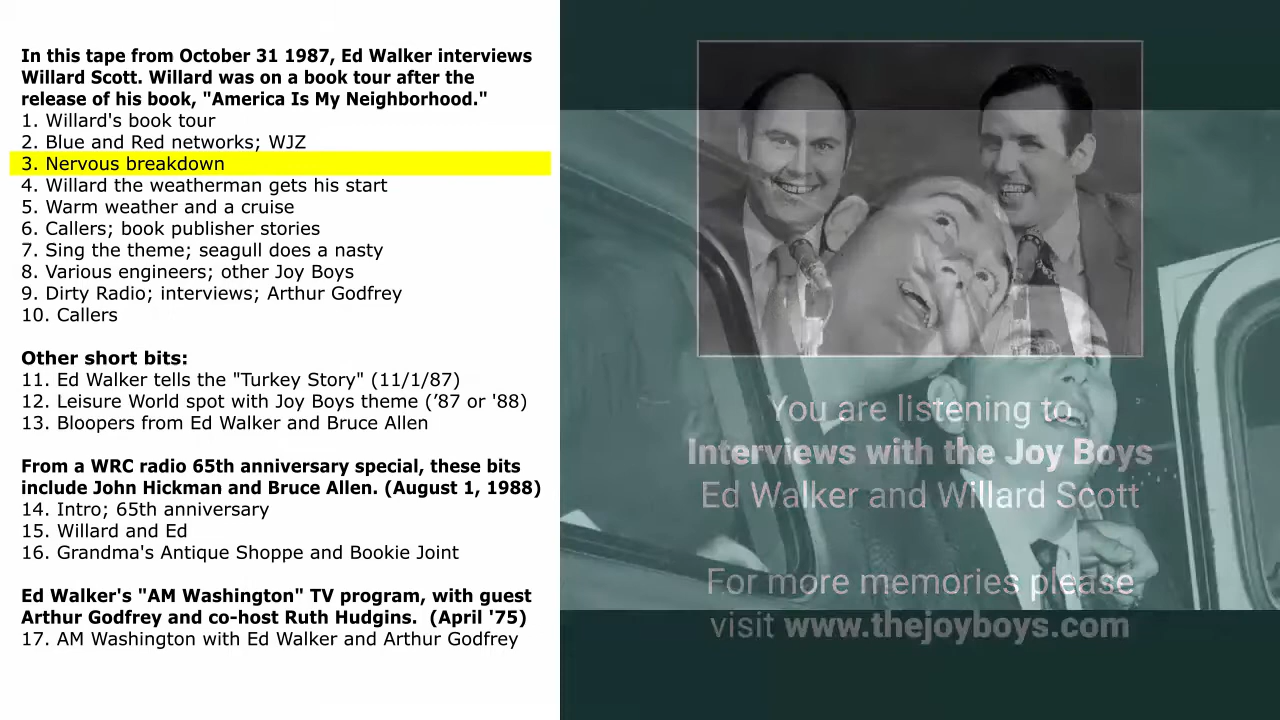 In this tape from October 31 1987, Ed Walker interviews
Willard Scott. Willard was on a book tour after the
release of his book, "America Is My Neighborhood."
1. Willard's book tour
2. Blue and Red networks; WJZ
3. Nervous breakdown
4. Willard the weatherman gets his start
5. Warm weather and a cruise
6. Callers; book publisher stories
7. Sing the theme; seagull does a nasty
8. Various engineers; other Joy Boys
9. Dirty Radio; interviews; Arthur Godfrey
10. Callers
Other short bits:
11. Ed Walker tells the "Turkey Story" (11/1/87)
12. Leisure World spot with Joy Boys theme (’87 or '88)
13. Bloopers from Ed Walker and Bruce Allen
From a WRC radio 65th anniversary special, these bits
include John Hickman and Bruce Allen. (August 1, 1988)
14. Intro; 65th anniversary
15. Willard and Ed
16. Grandma's Antique Shoppe and Bookie Joint
Ed Walker's "AM Washington" TV program, with guest
Arthur Godfrey and co-host Ruth Hudgins.  (April '75)
17. AM Washington with Ed Walker and Arthur Godfrey
You are listening to
Interviews with the Joy Boys
Ed Walker and Willard Scott
For more memories please
visit www.thejoyboys.com